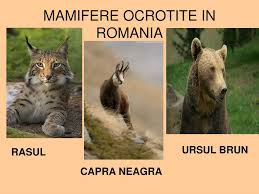 MAMIFERE OCROTITE IN
ROMANIA
RASUL
CAPRA NEAGRA
URSUL BRUN